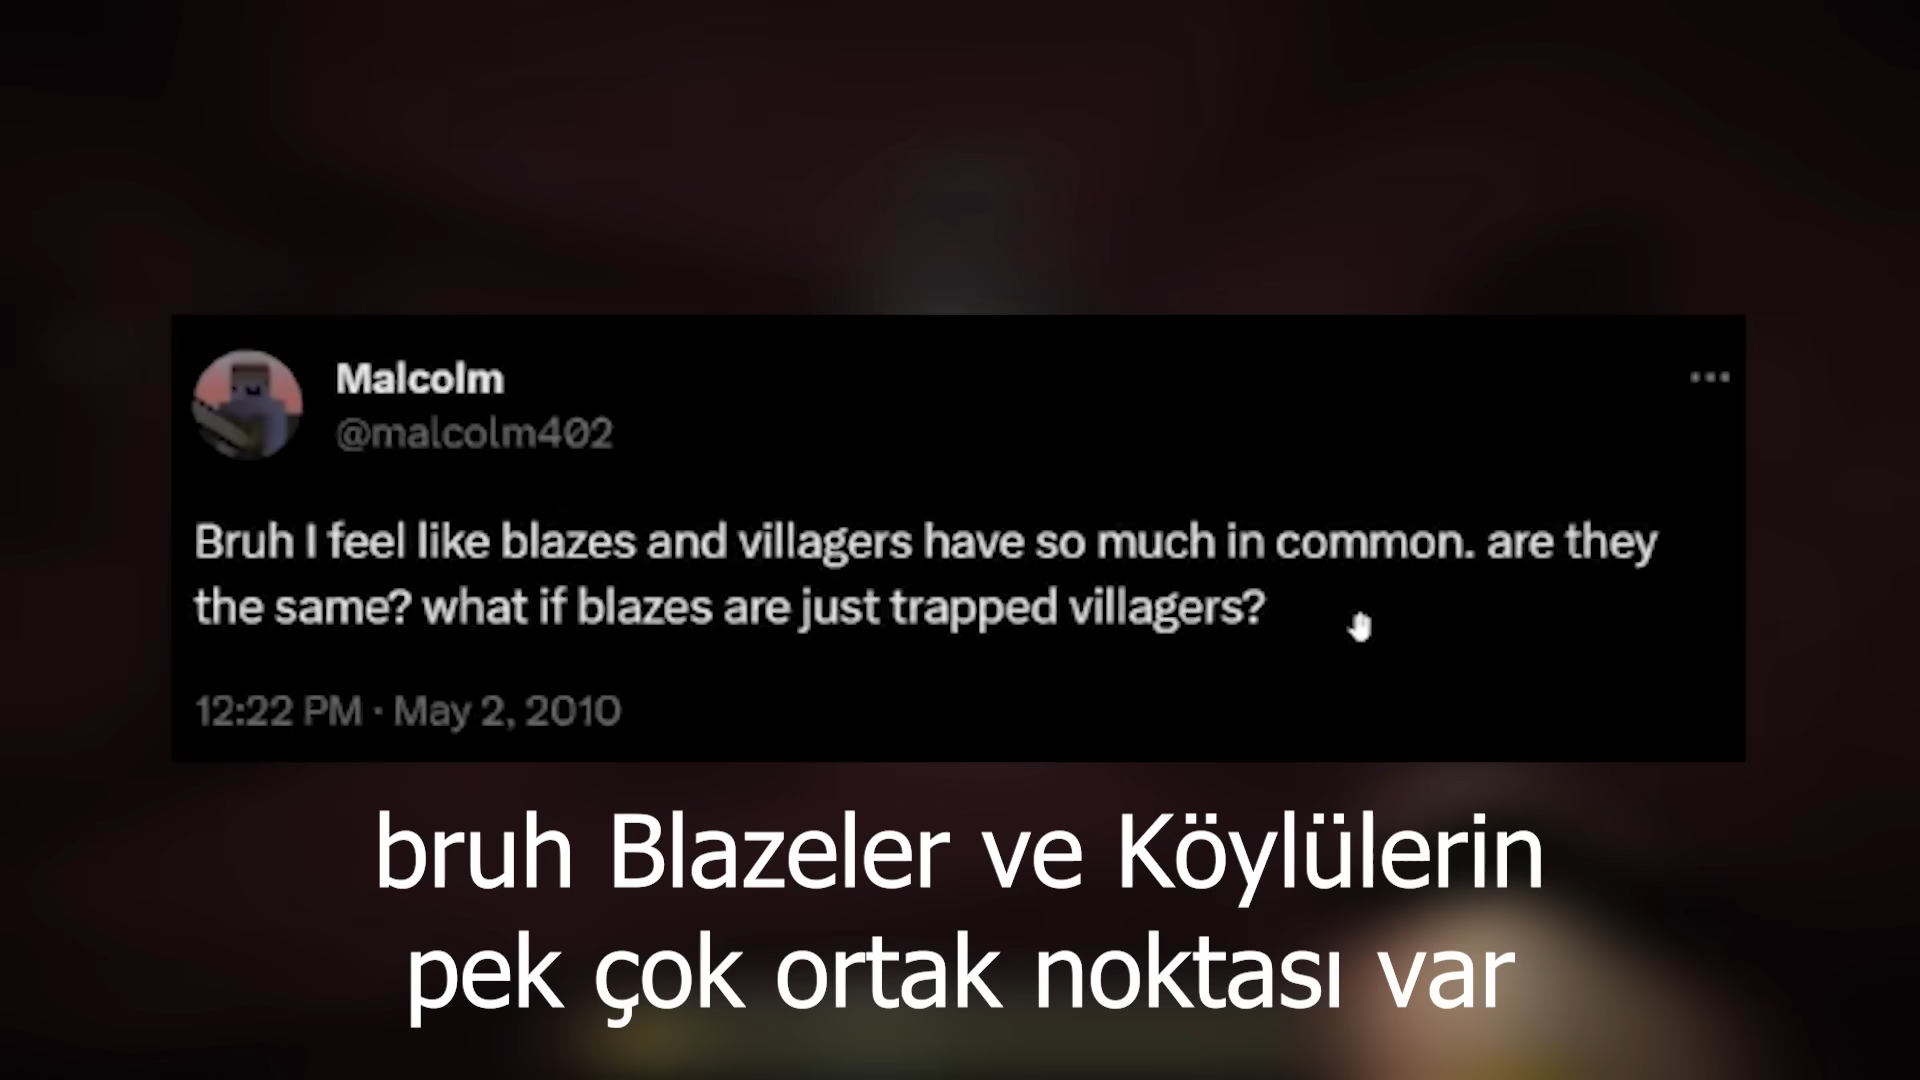 Malcolm
@malcolm402
Bruh I feel like blazes and villagers have so much in common. are they
the same? what if blazes are just trapped villagers?
12:22 PM · May 2, 2010
bruh Blazeler ve Köylülerin
pek çok ortak noktası var